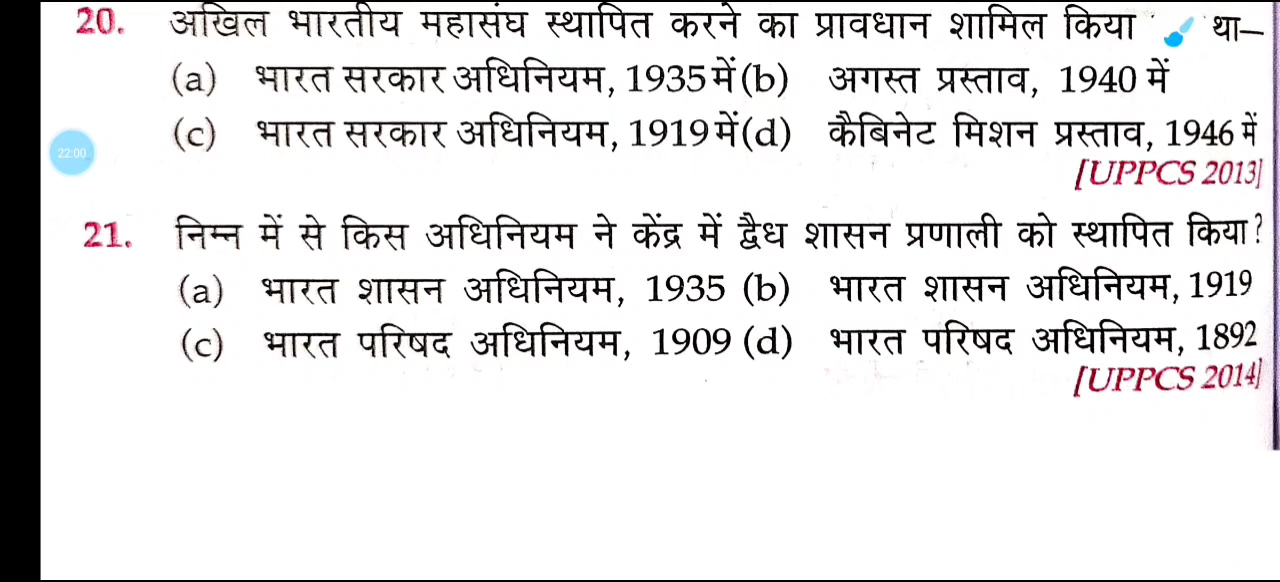 20. अखिल भारतीय महासंघ स्थापित करने का प्रावधान शामिल किया था—
(a) भारत सरकार अधिनियम, 1935 में (b) अगस्त प्रस्ताव, 1940 में
(c) भारत सरकार अधिनियम, 1919 में (d) कैबिनेट मिशन प्रस्ताव, 1946 में
22:00
[UPPCS 2013]
21. निम्न में से किस अधिनियम ने केंद्र में द्वैध शासन प्रणाली को स्थापित किया?
(a) भारत शासन अधिनियम, 1935 (b) भारत शासन अधिनियम, 1919
(c) भारत परिषद अधिनियम, 1909 (d) भारत परिषद अधिनियम, 1892
[UPPCS 2014]